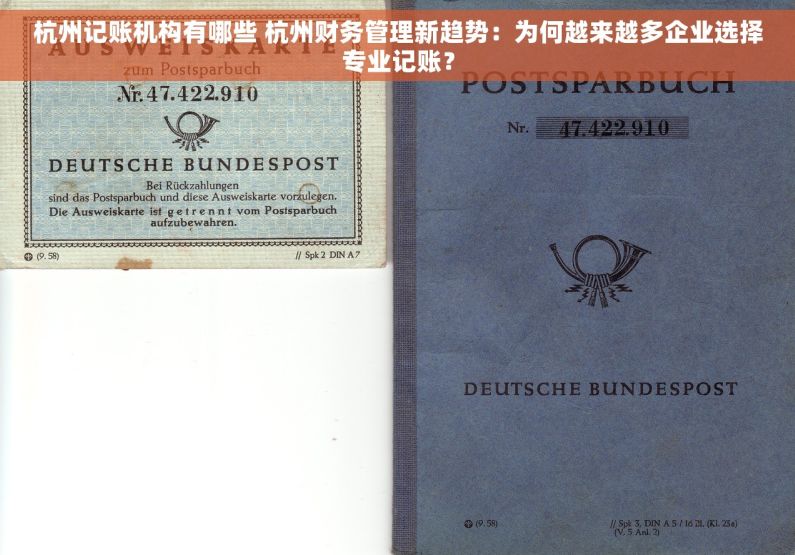 杭州记账机构有哪些 杭州财务管理新趋势：为何越来越多企业选择
专业记账？
AUSWEISKARTE
zum Postsparbuch
Nr. 47.422.910
DEUTSCHE BUNDESPOST
Bei Rückzahlungen
sind das Postsparbuch und diese Ausweiskarte vorzulegen.
Die Ausweiskarte ist getrennt vom Postsparbuch
aufzubewahren.
(9. 58)
// Spk 2 DIN A 7
POSTSPARBUCH
Nr. 47.422.910
DEUTSCHE BUNDESPOST
(9. 58)
// Spk 3, DIN A 5 / 16 Bl. (Kl. 25a)
(V. 5 Anl. 2)